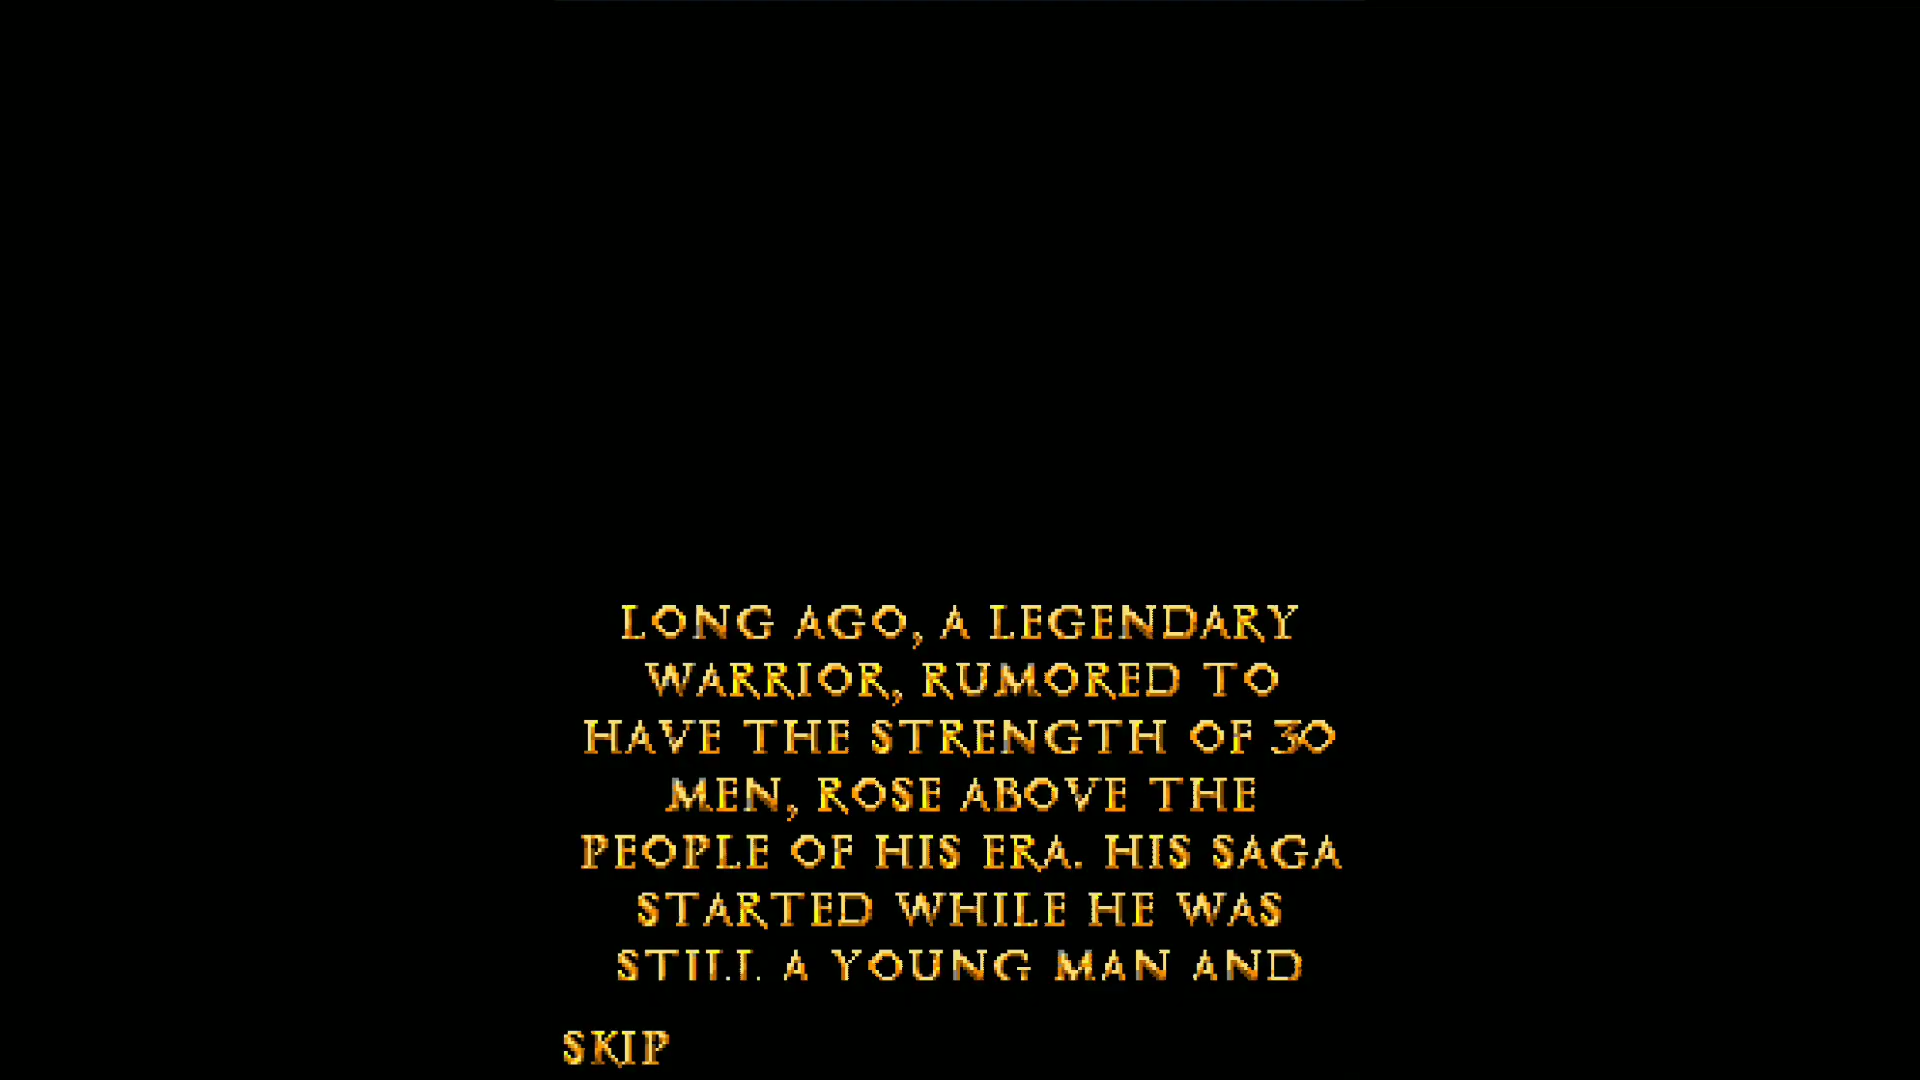 LONG AGO, A LEGENDARY
WARRIOR, RUMORED TO
HAVE THE STRENGTH OF 30
MEN, ROSE ABOVE THE
PEOPLE OF HIS ERA. HIS SAGA
STARTED WHILE HE WAS
STILL A YOUNG MAN AND
SKIP